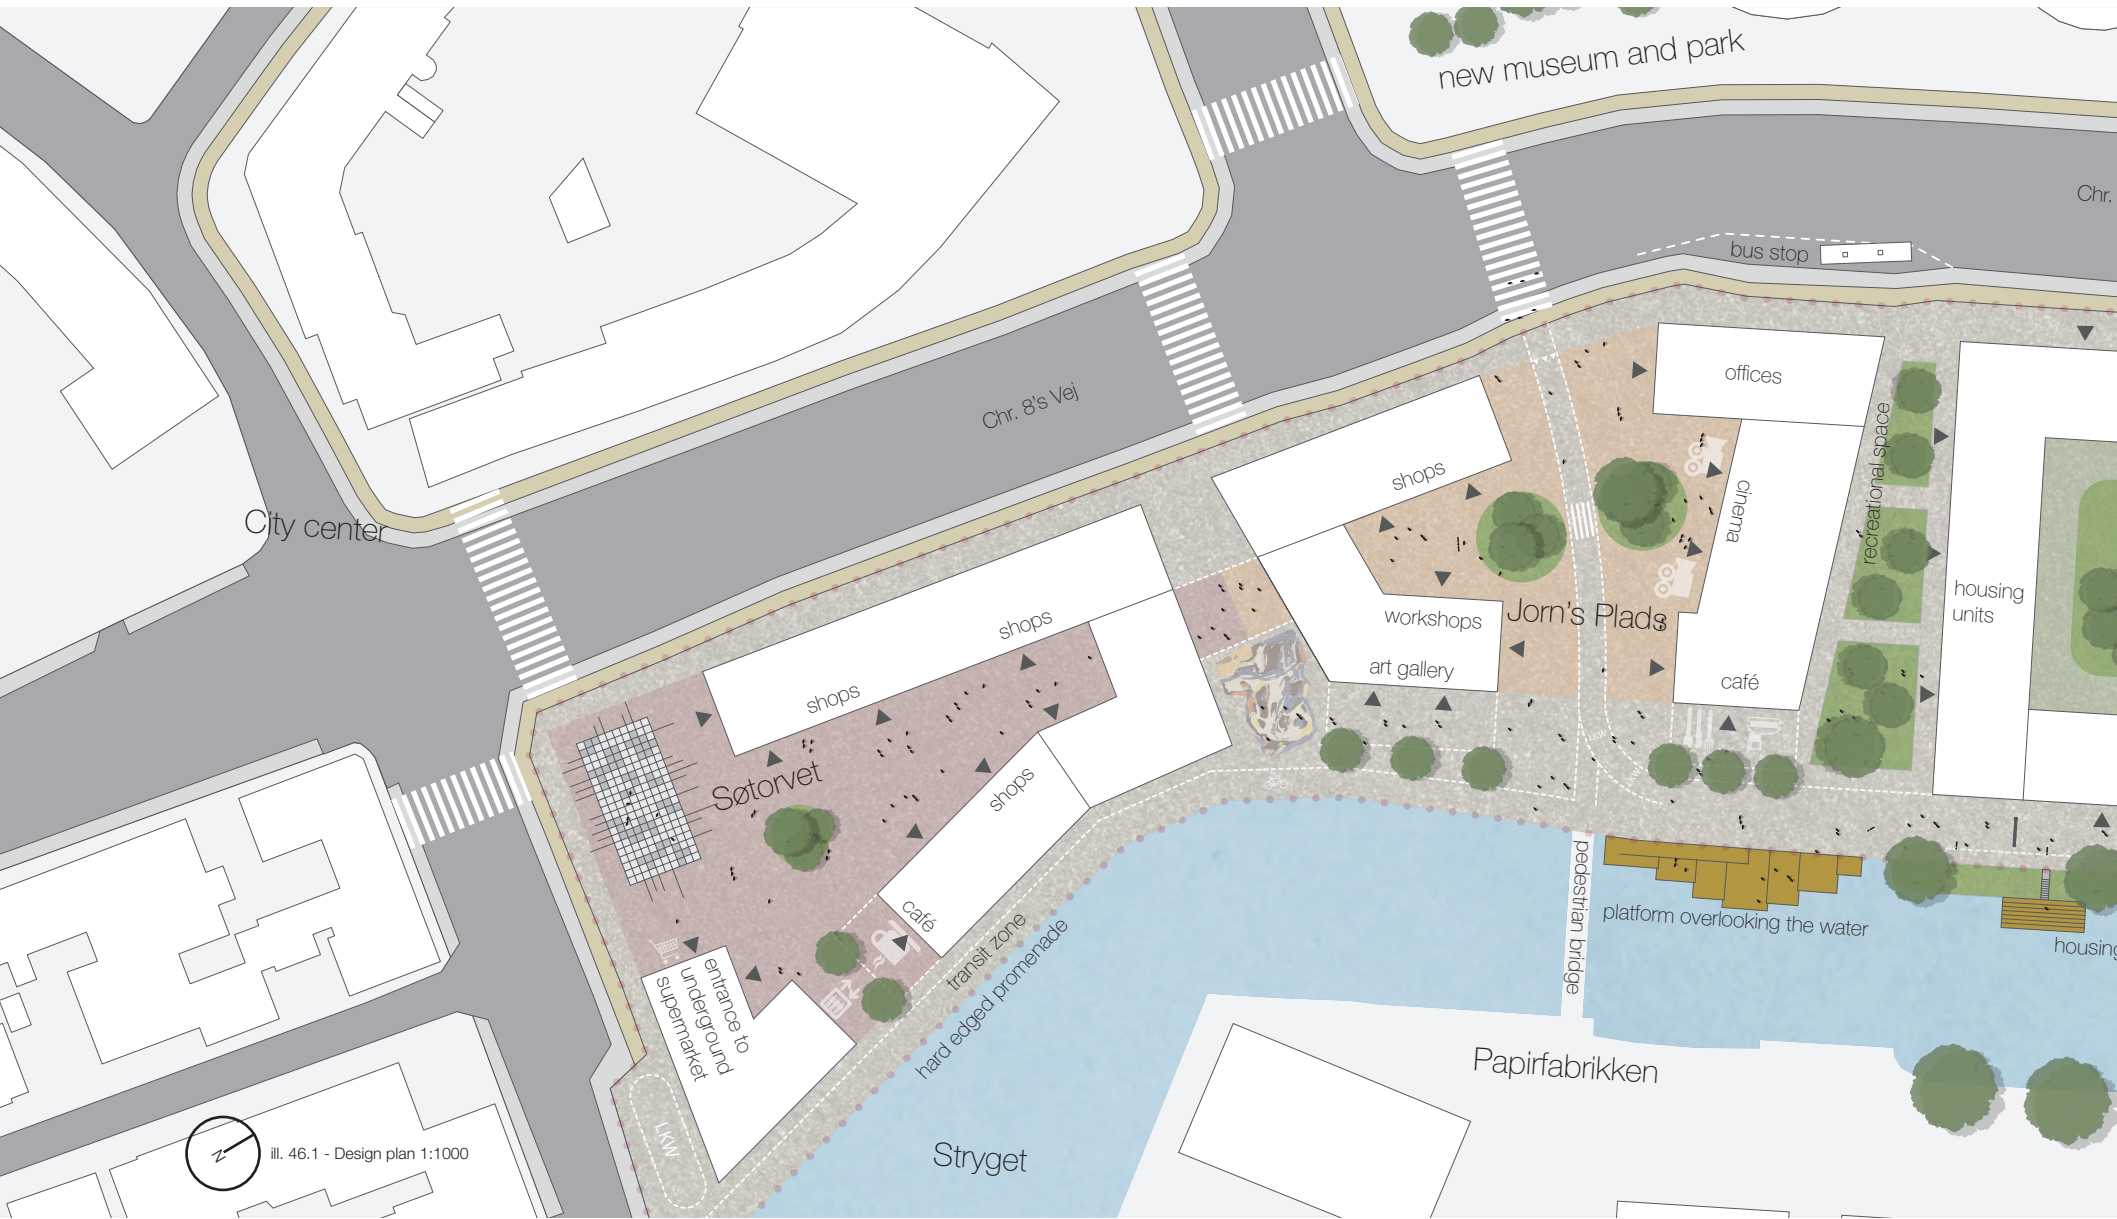 new museum and park
Chr.
bus stop
offices
Chr. 8's Vej
recreational space
shops
cinema
City center
housing
units
Jorn's Plads
workshops
shops
art gallery
café
shops
Søtorvet
shops
pedestrian bridge
platform overlooking the water
café
transit zone
hard edged promenade
housing
entrance to
underground
supermarket
Papirfabrikken
LKW
LKW
Stryget
N
ill. 46.1 - Design plan 1:1000